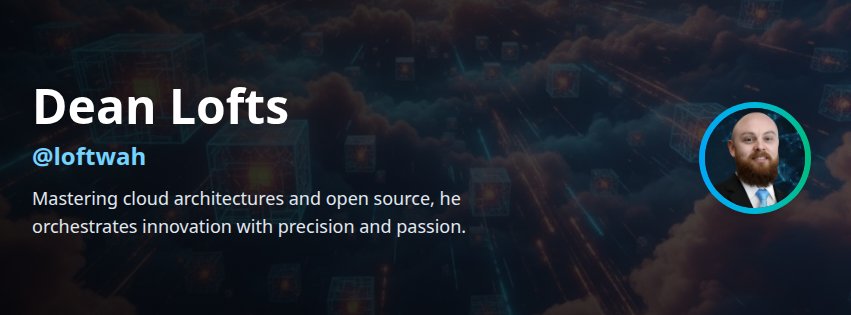 Dean Lofts
@loftwah
Mastering cloud architectures and open source, he
orchestrates innovation with precision and passion.